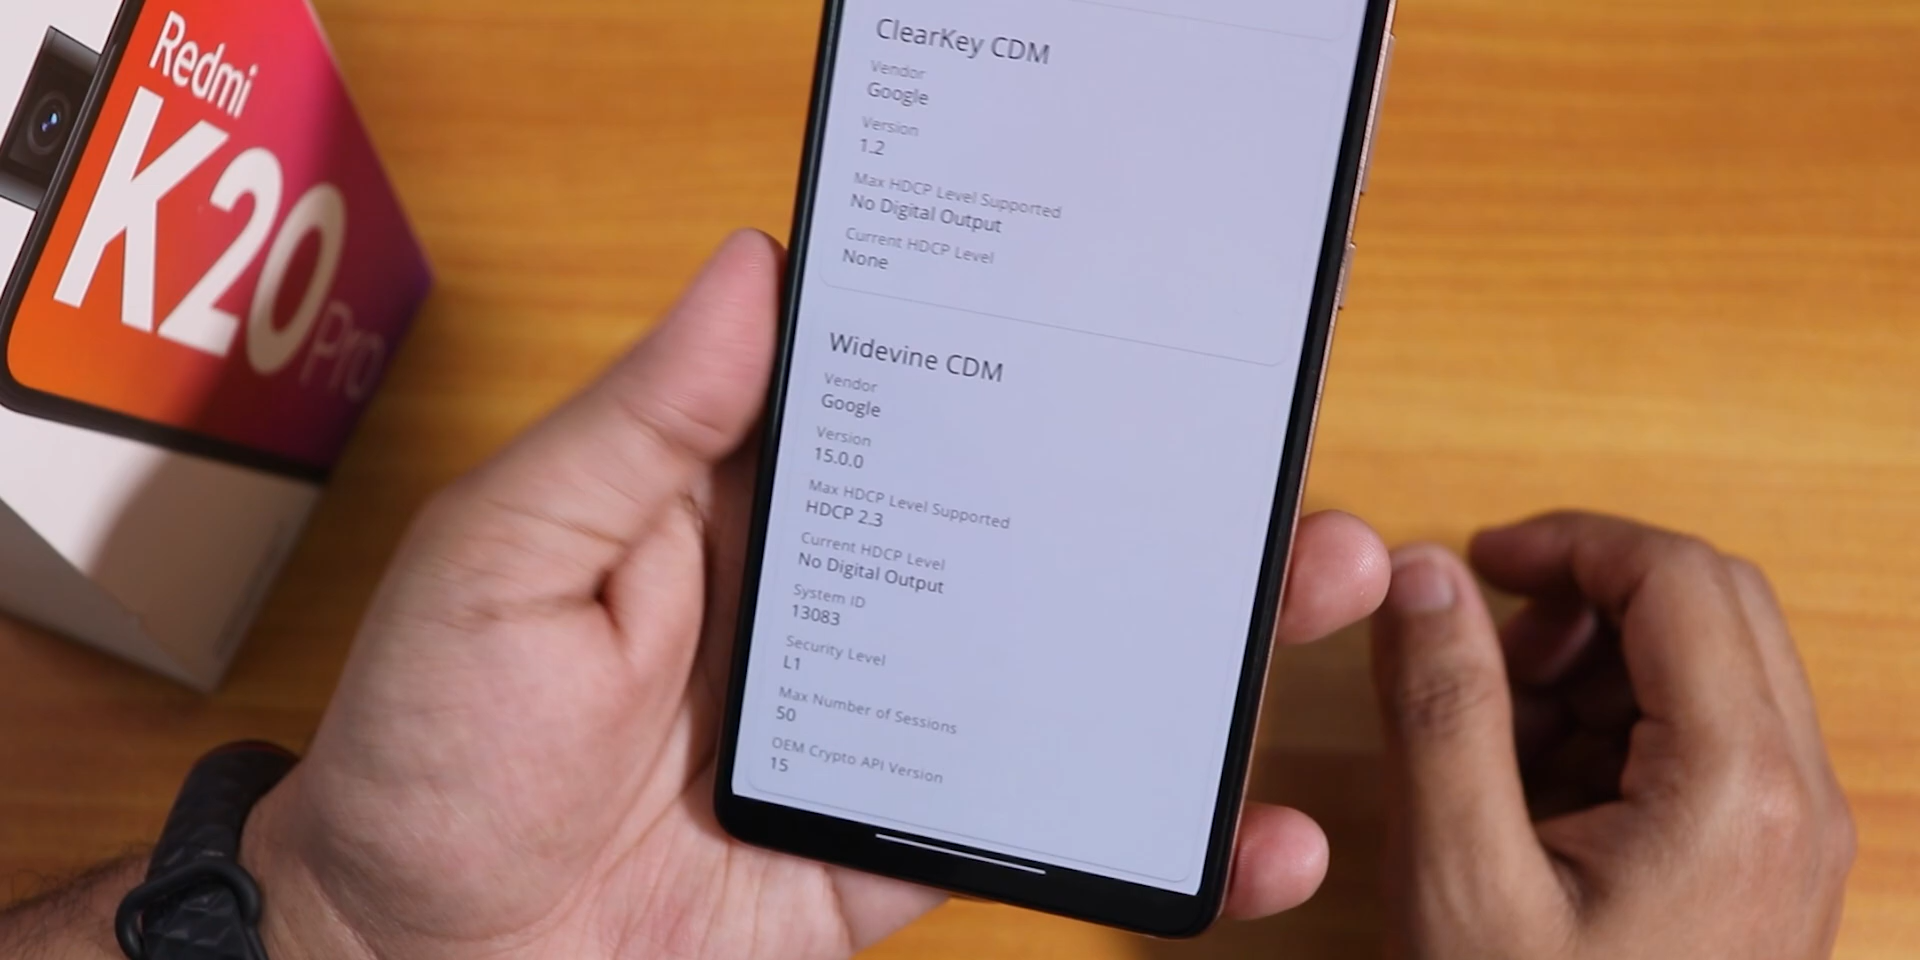 Redmi
K20
Pro
ClearKey CDM
Vendor
Google
Version
1.2
Max HDCP Level Supported
No Digital Output
Current HDCP Level
None
Widevine CDM
Vendor
Google
Version
15.0.0
Max HDCP Level Supported
HDCP 2.3
Current HDCP Level
No Digital Output
System ID
13083
Security Level
L1
Max Number of Sessions
50
OEM Crypto API Version
15